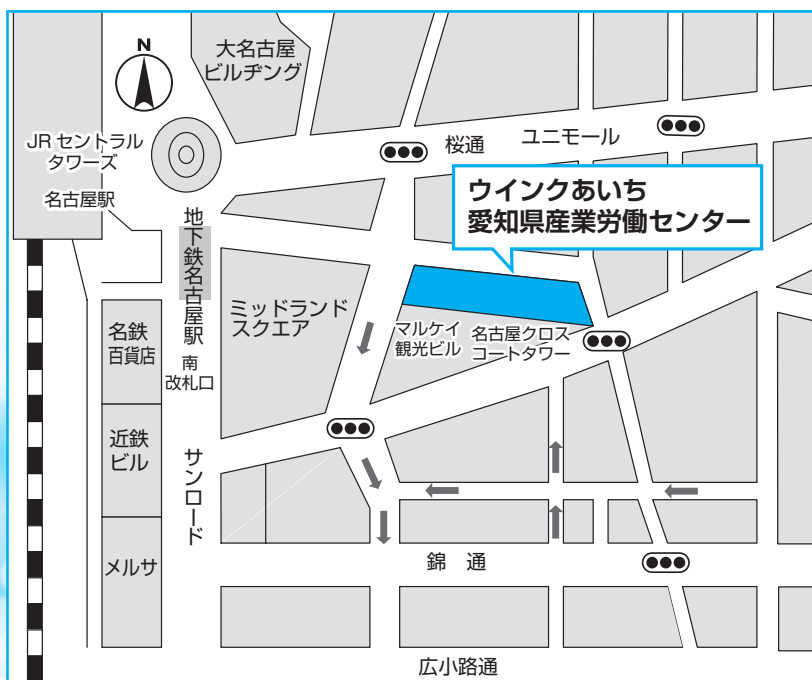 N
大名古屋
ビルヂング
JRセントラル
タワーズ
名古屋駅
桜通
ユニモール
ウインクあいち
愛知県産業労働センター
地下鉄名古屋駅
南
改札口
ミッドランド
スクエア
マルケイ
観光ビル
名古屋クロス
コートタワー
名鉄
百貨店
近鉄
ビル
サンロード
メルサ
錦 通
広小路通